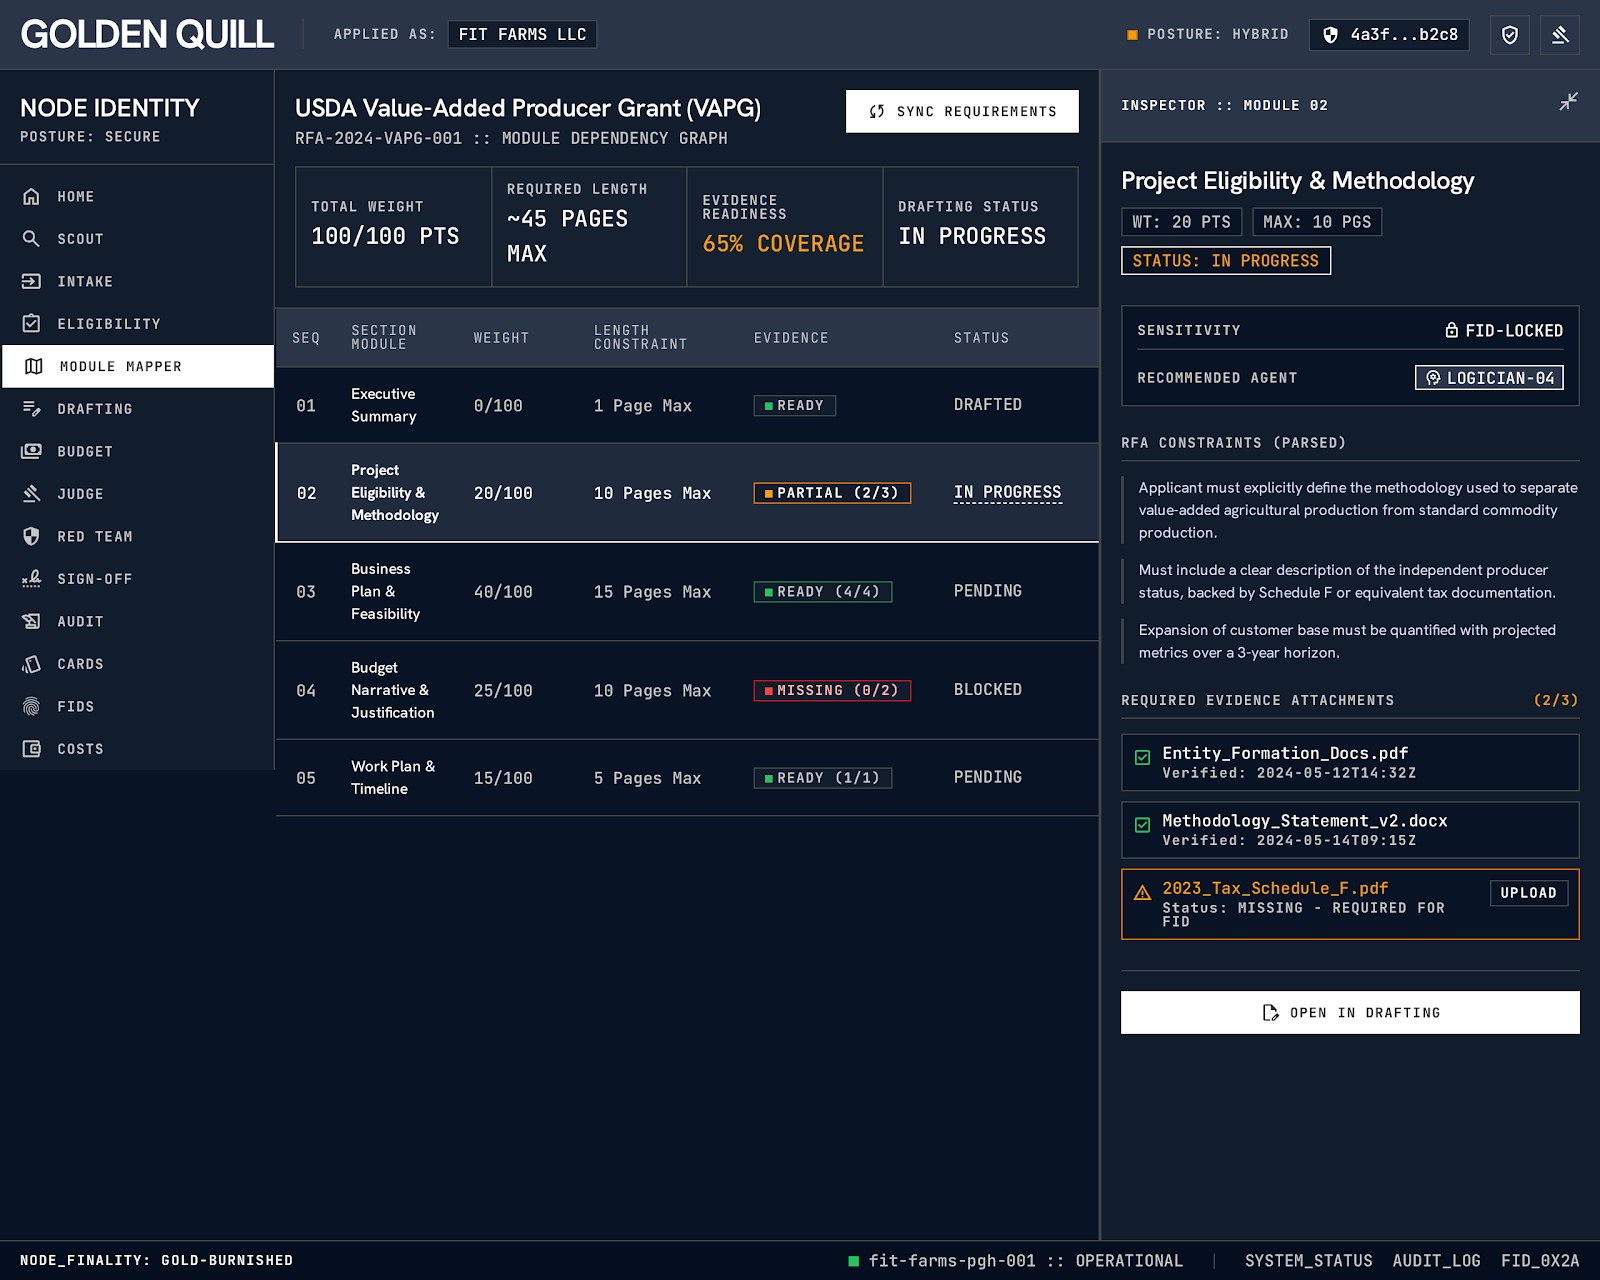 GOLDEN QUILL
APPLIED AS: FIT FARMS LLC
POSTURE: HYBRID
4a3f...b2c8
NODE IDENTITY
POSTURE: SECURE
HOME
SCOUT
INTAKE
ELIGIBILITY
MODULE MAPPER
DRAFTING
BUDGET
JUDGE
RED TEAM
SIGN-OFF
AUDIT
CARDS
FIDS
COSTS
USDA Value-Added Producer Grant (VAPG)
RFA-2024-VAPG-001 :: MODULE DEPENDENCY GRAPH
SYNC REQUIREMENTS
TOTAL WEIGHT
100/100 PTS
REQUIRED LENGTH
~45 PAGES
MAX
EVIDENCE
READINESS
65% COVERAGE
DRAFTING STATUS
IN PROGRESS
SEQ
SECTION
MODULE
WEIGHT
LENGTH
CONSTRAINT
EVIDENCE
STATUS
01
Executive
Summary
0/100
1 Page Max
READY
DRAFTED
02
Project
Eligibility &
Methodology
20/100
10 Pages Max
PARTIAL (2/3)
IN PROGRESS
03
Business
Plan &
Feasibility
40/100
15 Pages Max
READY (4/4)
PENDING
04
Budget
Narrative &
Justification
25/100
10 Pages Max
MISSING (0/2)
BLOCKED
05
Work Plan &
Timeline
15/100
5 Pages Max
READY (1/1)
PENDING
INSPECTOR :: MODULE 02
Project Eligibility & Methodology
WT: 20 PTS
MAX: 10 PGS
STATUS: IN PROGRESS
SENSITIVITY
FID-LOCKED
RECOMMENDED AGENT
LOGICIAN-04
RFA CONSTRAINTS (PARSED)
Applicant must explicitly define the methodology used to separate
value-added agricultural production from standard commodity
production.
Must include a clear description of the independent producer
status, backed by Schedule F or equivalent tax documentation.
Expansion of customer base must be quantified with projected
metrics over a 3-year horizon.
REQUIRED EVIDENCE ATTACHMENTS (2/3)
Entity_Formation_Docs.pdf
Verified: 2024-05-12T14:32Z
Methodology_Statement_v2.docx
Verified: 2024-05-14T09:15Z
2023_Tax_Schedule_F.pdf
Status: MISSING - REQUIRED FOR
FID
UPLOAD
OPEN IN DRAFTING
NODE_FINALITY: GOLD-BURNISHED
fit-farms-pgh-001 :: OPERATIONAL
SYSTEM_STATUS
AUDIT_LOG
FID_0X2A